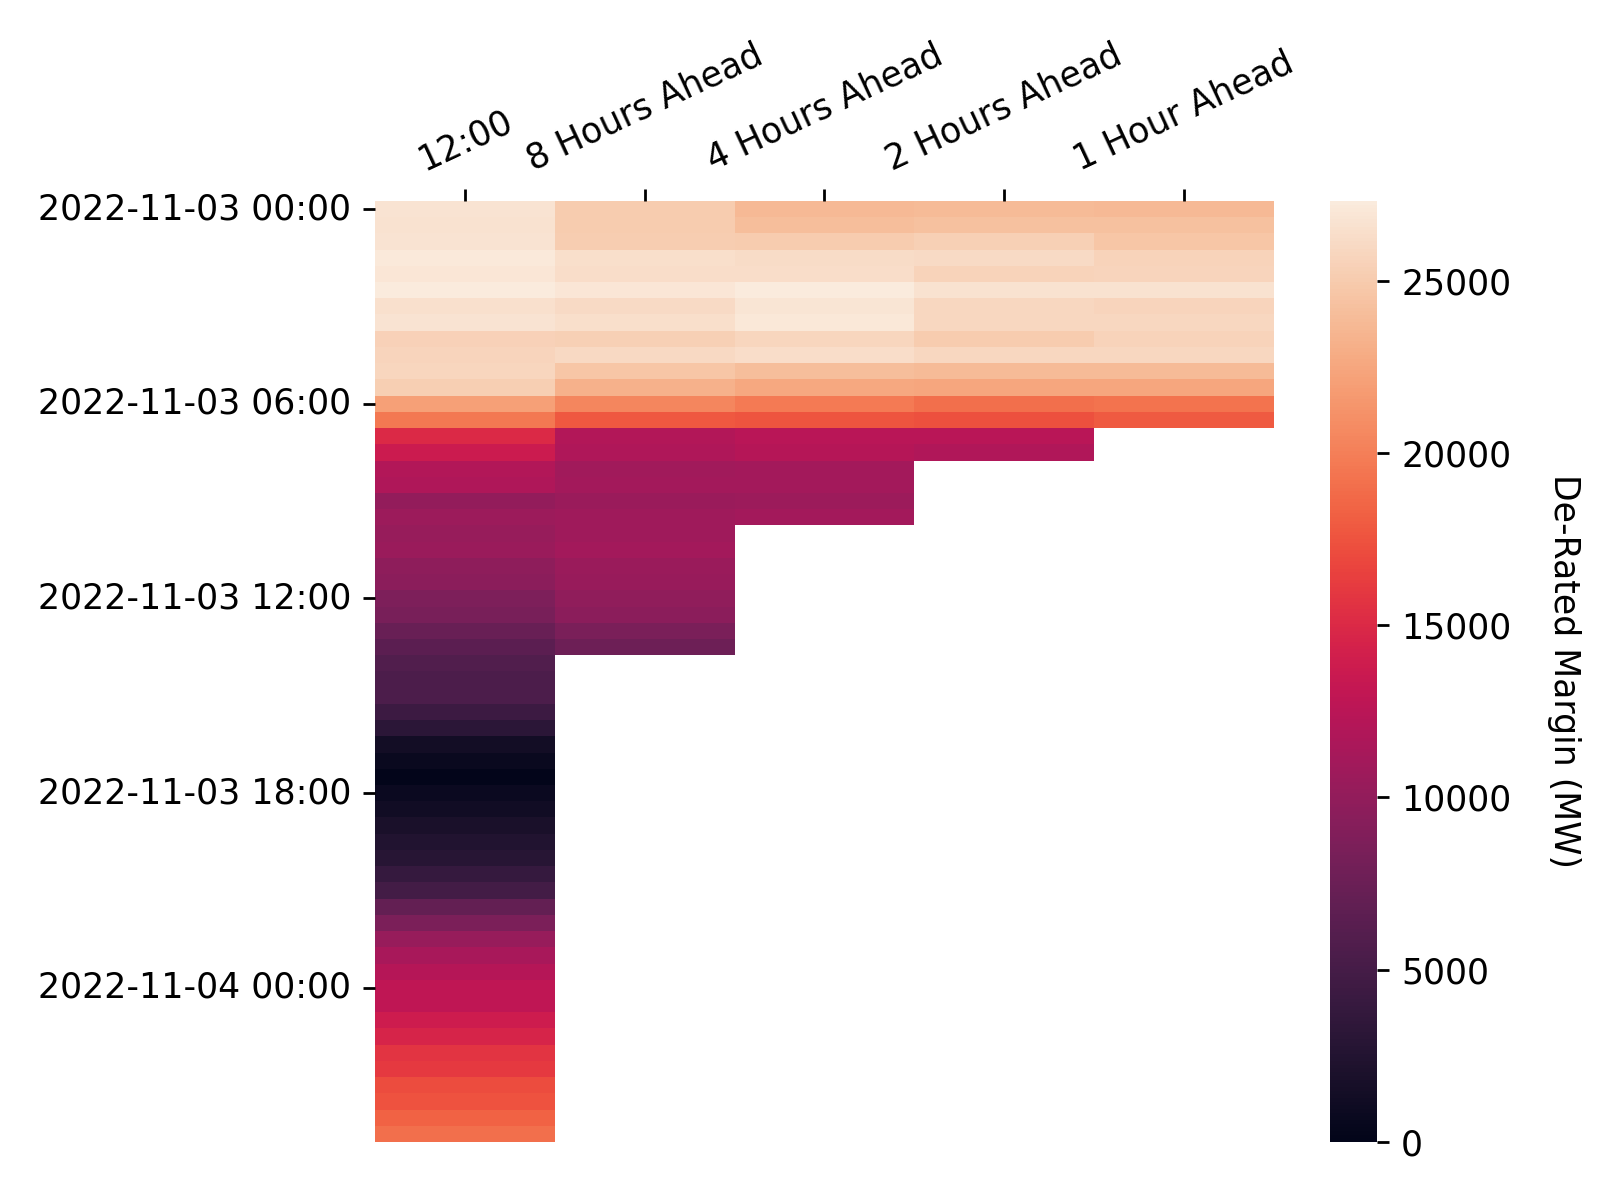 12:00
8 Hours Ahead
4 Hours Ahead
2 Hours Ahead
1 Hour Ahead
2022-11-03 00:00
2022-11-03 06:00
2022-11-03 12:00
2022-11-03 18:00
2022-11-04 00:00
25000
20000
15000
10000
5000
0
De-Rated Margin (MW)